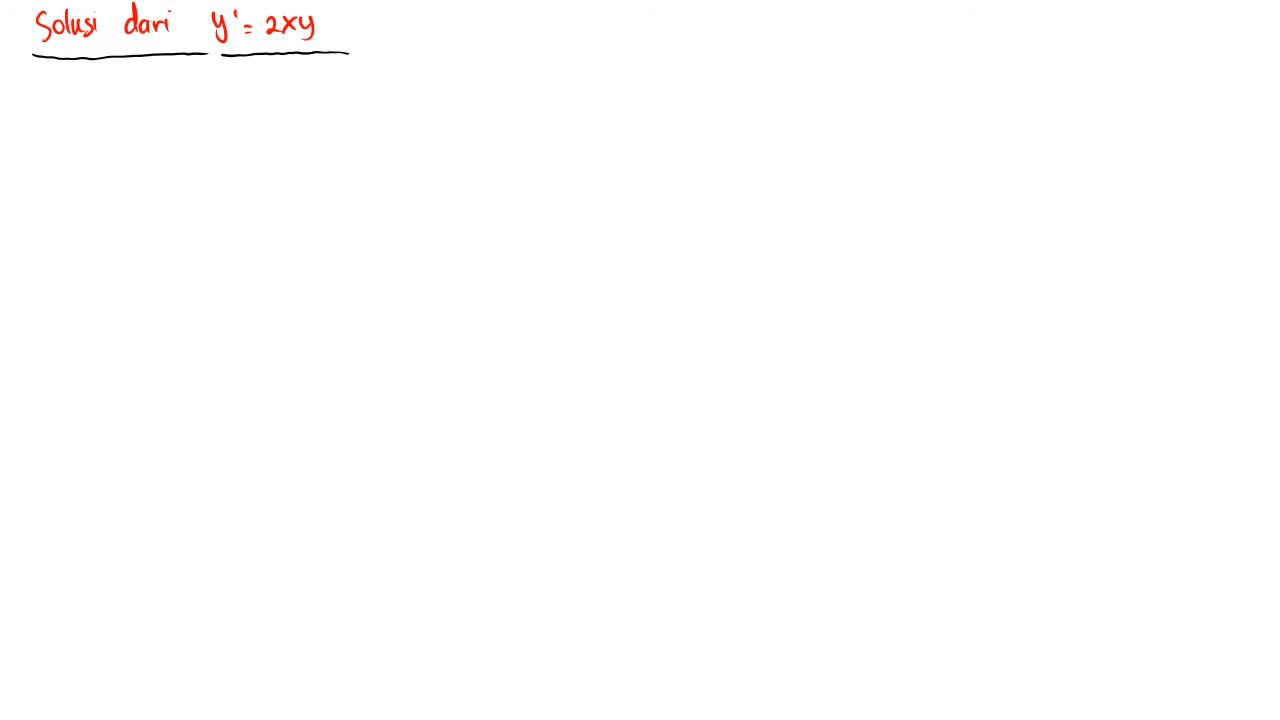 Solusi dari y' = 2xy